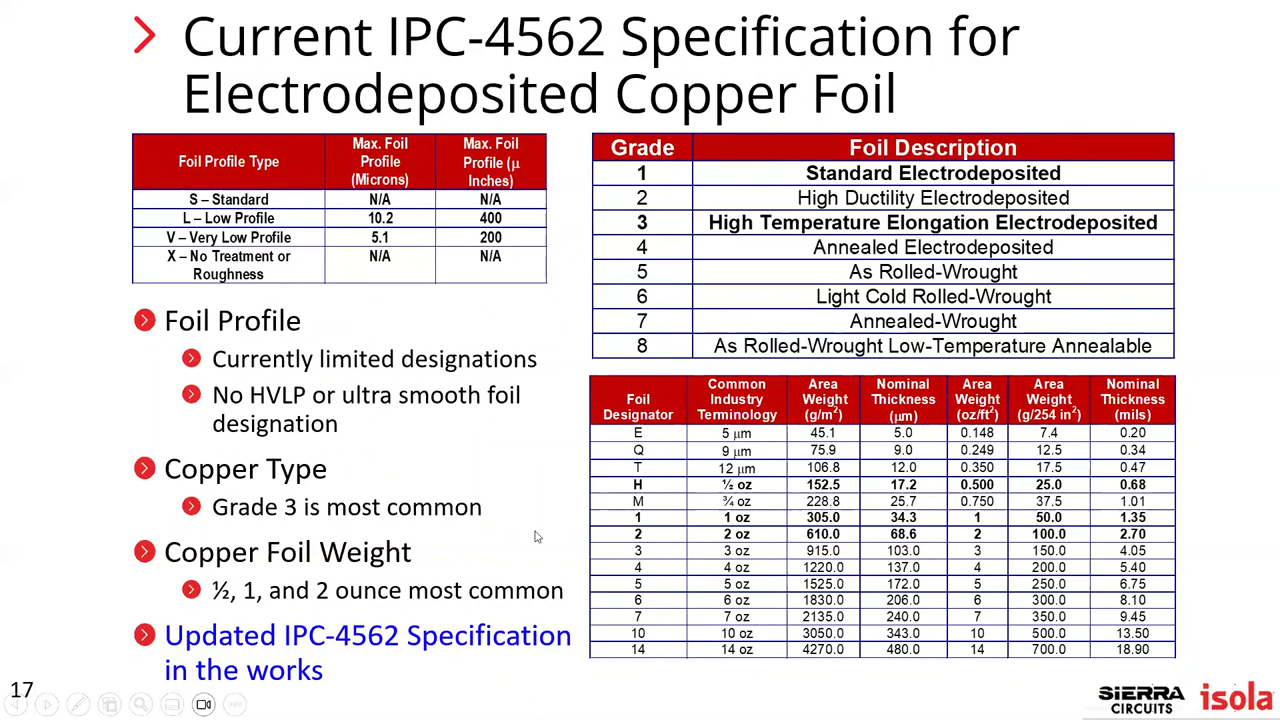 Current IPC-4562 Specification for
Electrodeposited Copper Foil
Foil Profile Type Max. Foil Profile (Microns) Max. Foil Profile (μ Inches)
S – Standard N/A N/A
L – Low Profile 10.2 400
V – Very Low Profile 5.1 200
X – No Treatment or Roughness N/A N/A
Foil Profile
Currently limited designations
No HVLP or ultra smooth foil
designation
Copper Type
Grade 3 is most common
Copper Foil Weight
½, 1, and 2 ounce most common
Updated IPC-4562 Specification
in the works
Grade Foil Description
1 Standard Electrodeposited
2 High Ductility Electrodeposited
3 High Temperature Elongation Electrodeposited
4 Annealed Electrodeposited
5 As Rolled-Wrought
6 Light Cold Rolled-Wrought
7 Annealed-Wrought
8 As Rolled-Wrought Low-Temperature Annealable
Foil Designator Common Industry Terminology Area Weight (g/m²) Nominal Thickness (μm) Area Weight (oz/ft²) Area Weight (g/254 in²) Nominal Thickness (mils)
E 5 μm 45.1 5.0 0.148 7.4 0.20
Q 9 μm 75.9 9.0 0.249 12.5 0.34
T 12 μm 106.8 12.0 0.350 17.5 0.47
H ½ oz 152.5 17.2 0.500 25.0 0.68
M ¾ oz 228.8 25.7 0.750 37.5 1.01
1 1 oz 305.0 34.3 1 50.0 1.35
2 2 oz 610.0 68.6 2 100.0 2.70
3 3 oz 915.0 103.0 3 150.0 4.05
4 4 oz 1220.0 137.0 4 200.0 5.40
5 5 oz 1525.0 172.0 5 250.0 6.75
6 6 oz 1830.0 206.0 6 300.0 8.10
7 7 oz 2135.0 240.0 7 350.0 9.45
10 10 oz 3050.0 343.0 10 500.0 13.50
14 14 oz 4270.0 480.0 14 700.0 18.90
17
SIERRA
CIRCUITS
isola